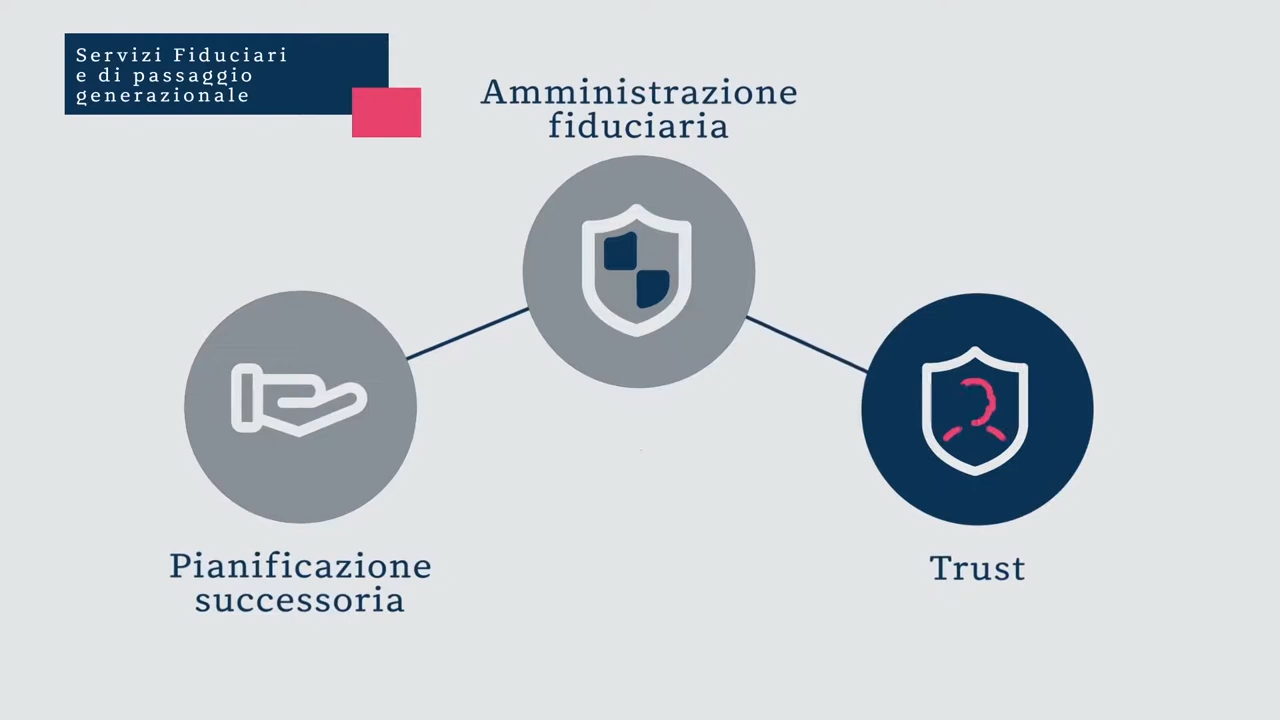 Servizi Fiduciari
e di passaggio
generazionale
Amministrazione
fiduciaria
Pianificazione
successoria
Trust